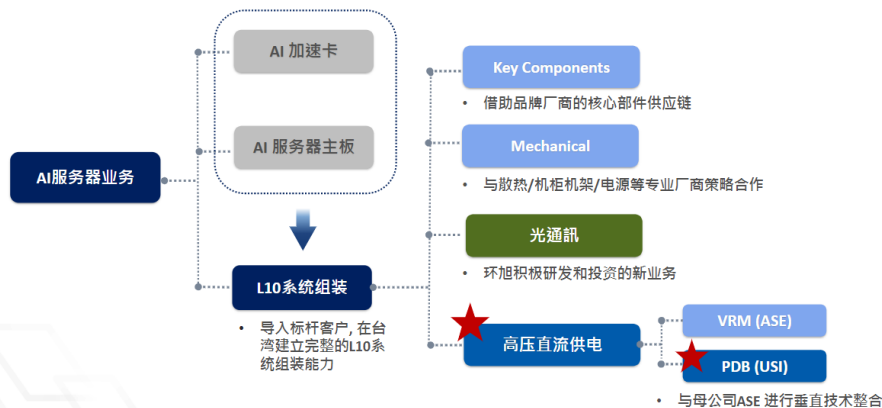 AI 加速卡
AI 服务器主板
AI服务器业务
L10系统组装
• 导入标杆客户, 在台
湾建立完整的L10系
统组装能力
Key Components
• 借助品牌厂商的核心部件供应链
Mechanical
• 与散热/机柜机架/电源等专业厂商策略合作
光通訊
• 环旭积极研发和投资的新业务
高压直流供电
VRM (ASE)
PDB (USI)
• 与母公司ASE 进行垂直技术整合